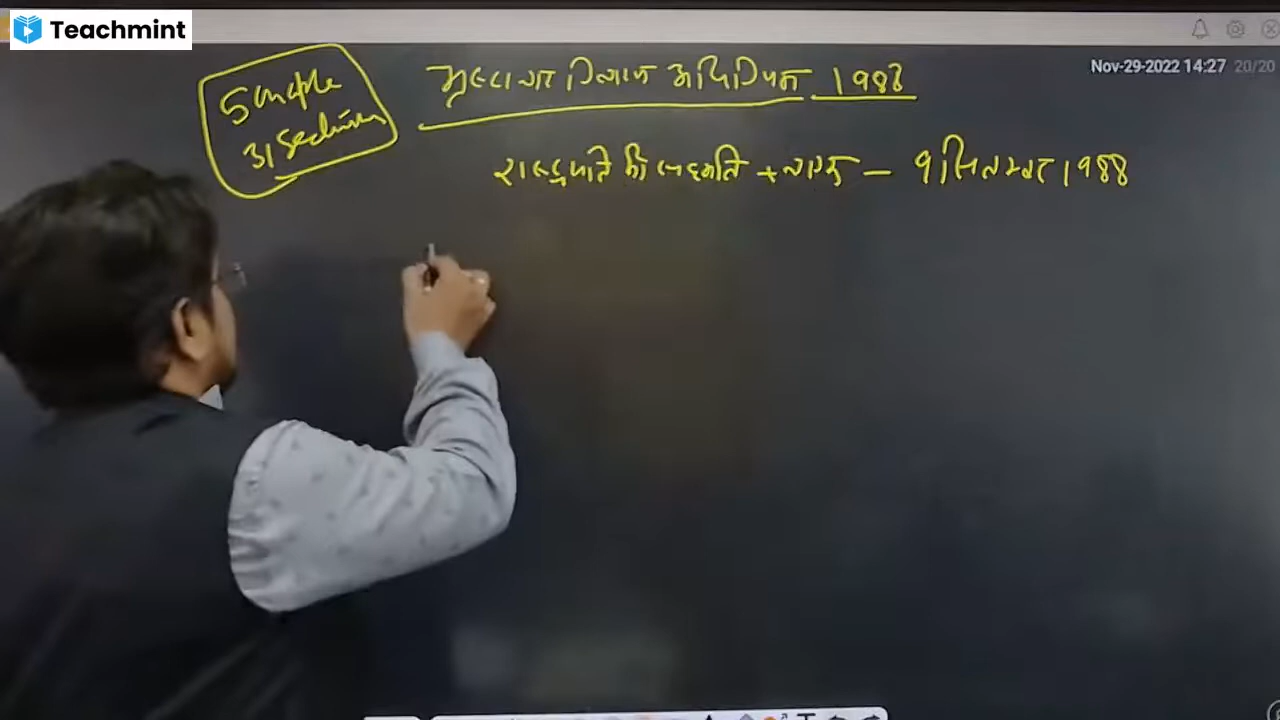 Teachmint
Nov-29-2022 14:27 20/20
5 अध्याय
31 Sections
भ्रष्टाचार निवारण अधिनियम 1988
राष्ट्रपति की सहमति + लागू – 9 सितम्बर 1988